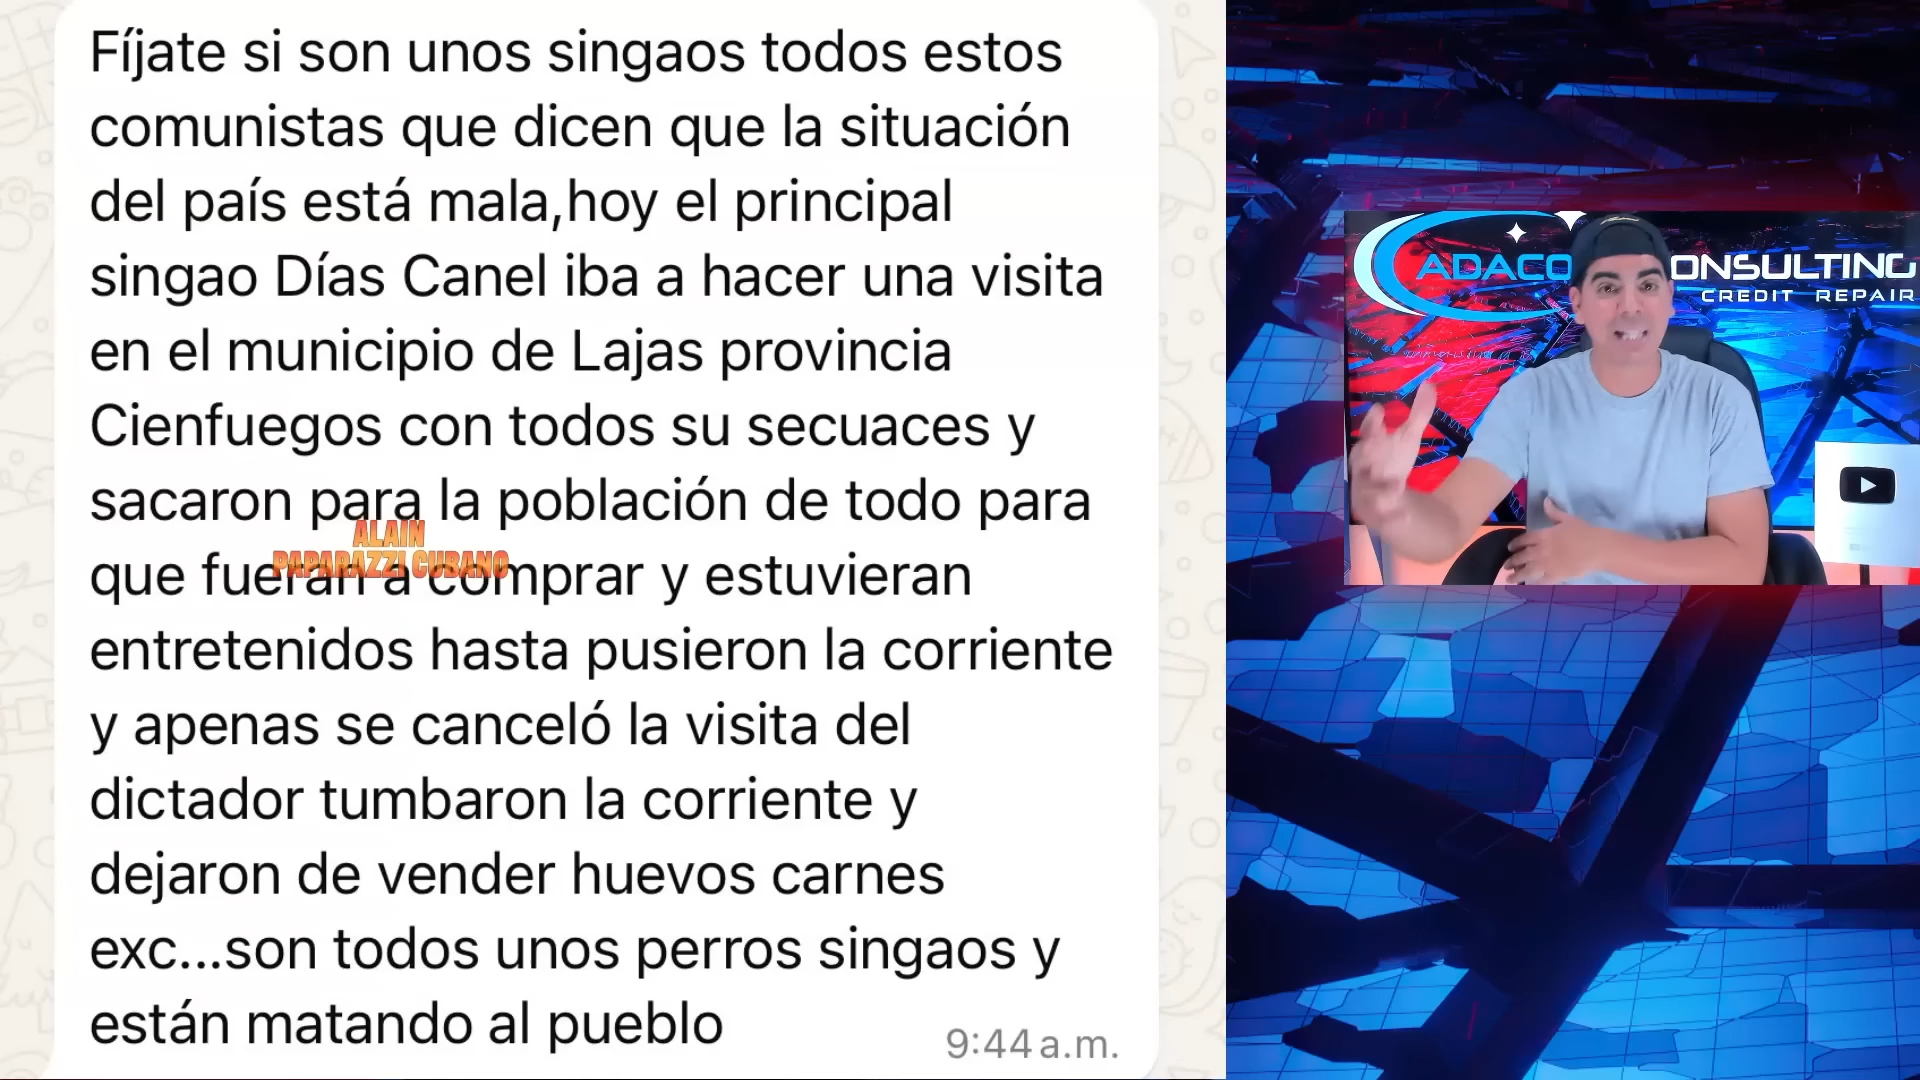 Fíjate si son unos singaos todos estos
comunistas que dicen que la situación
del país está mala,hoy el principal
singao Días Canel iba a hacer una visita
en el municipio de Lajas provincia
Cienfuegos con todos su secuaces y
sacaron para la población de todo para
que fueran a comprar y estuvieran
entretenidos hasta pusieron la corriente
y apenas se canceló la visita del
dictador tumbaron la corriente y
dejaron de vender huevos carnes
exc...son todos unos perros singaos y
están matando al pueblo
9:44 a.m.
ALAIN
PAPARAZZI CUBANO
ADACO ONSULTING
CREDIT REPAIR